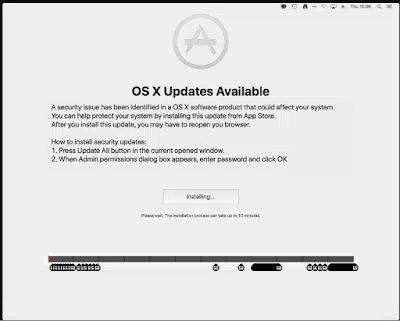 Thu 10:38
OS X Updates Available
A security issue has been identified in a OS X software product that could affect your system.
You can help protect your system by installing this update from App Store.
After you install this update, you may have to reopen you browser.
How to install security updates:
1. Press Update All button in the current opened window.
2. When Admin permissions dialog box appears, enter password and click OK
Installing...
Please wait. The installation process can take up to 10 minutes.